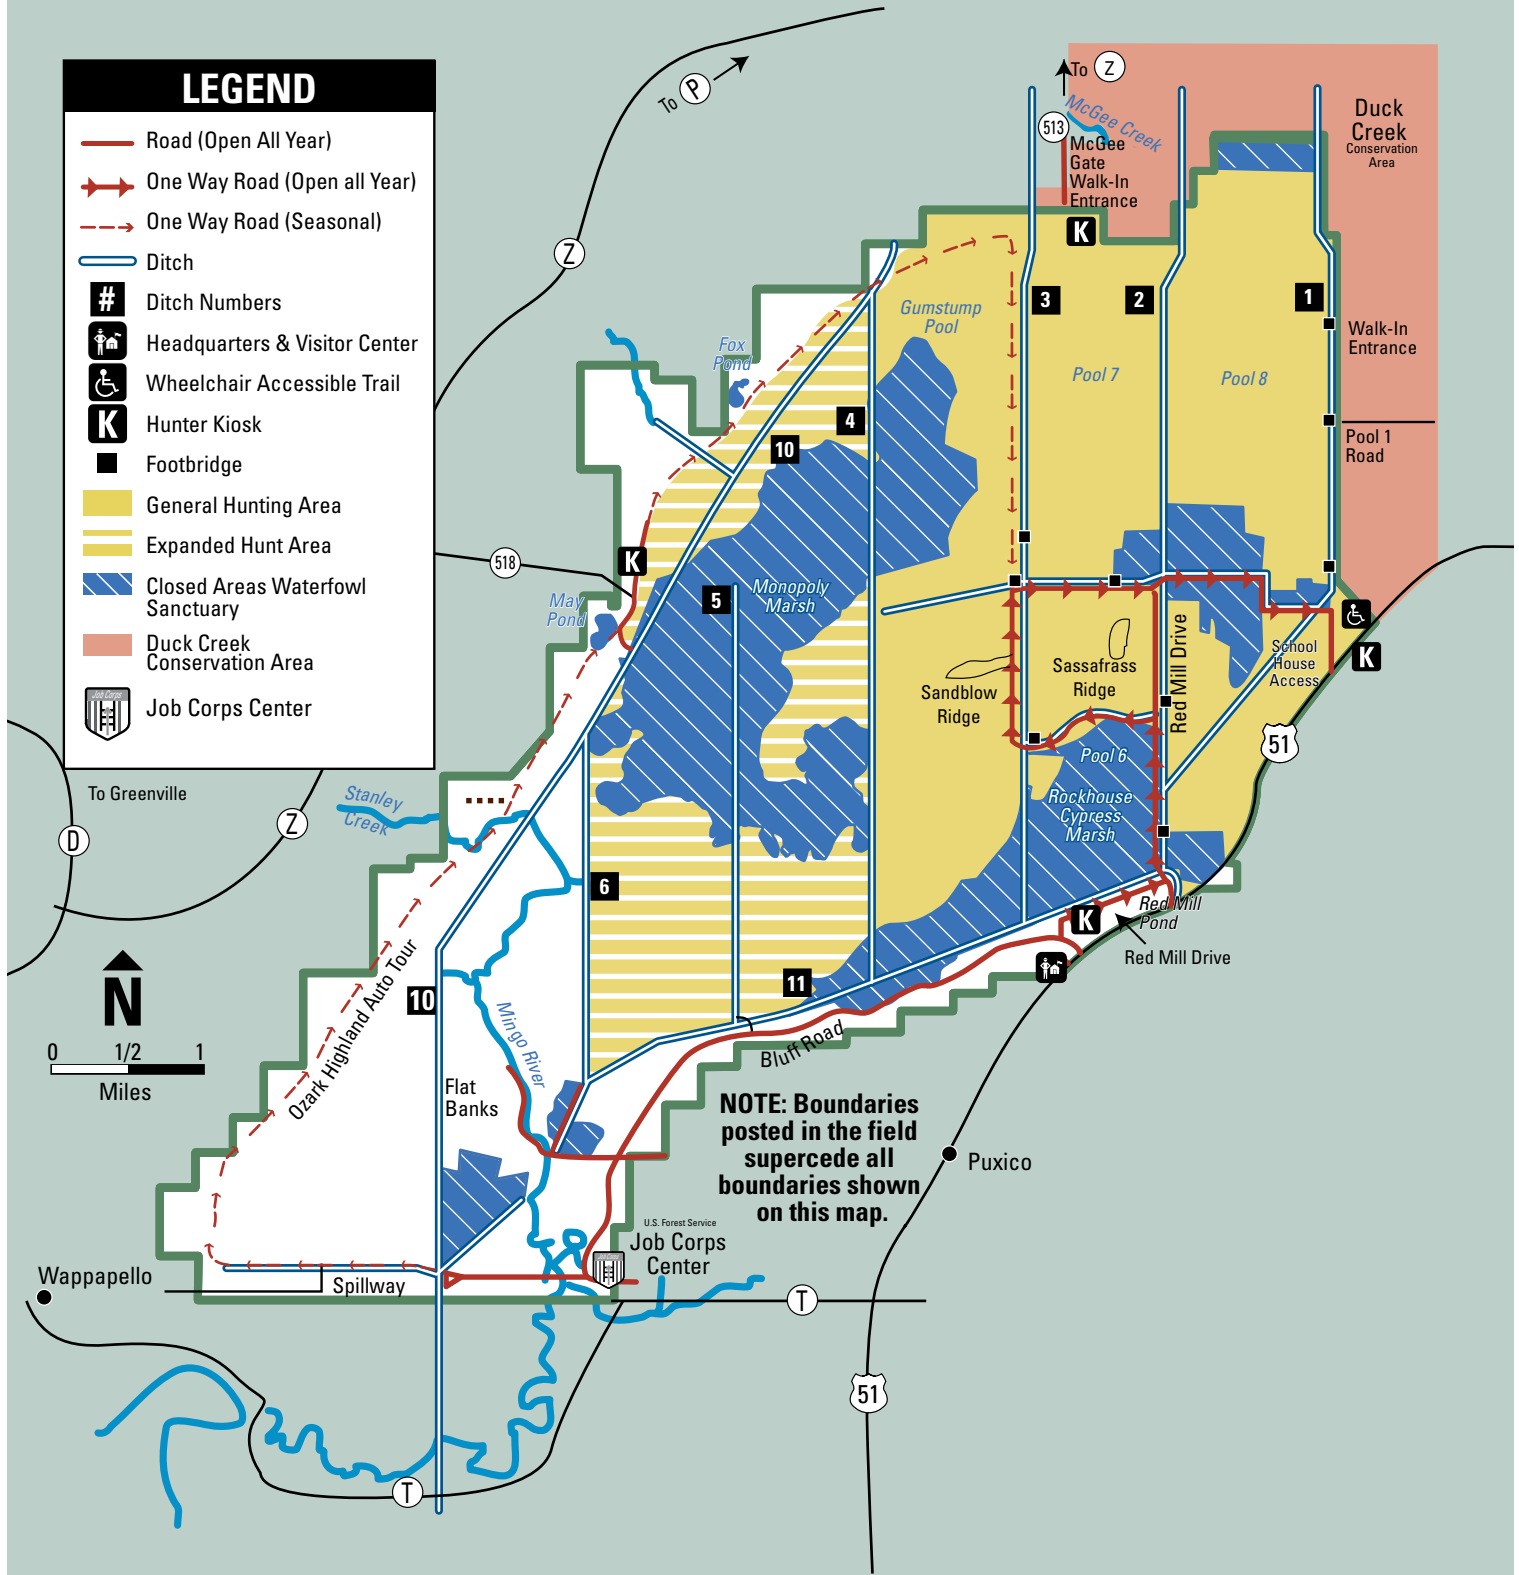 LEGEND
Road (Open All Year)
One Way Road (Open all Year)
One Way Road (Seasonal)
Ditch
#
Ditch Numbers
Headquarters & Visitor Center
Wheelchair Accessible Trail
K
Hunter Kiosk
Footbridge
General Hunting Area
Expanded Hunt Area
Closed Areas Waterfowl
Sanctuary
Duck Creek
Conservation Area
Job Corps
Job Corps Center
To P
To Z
513
McGee Creek
McGee
Gate
Walk-In
Entrance
Duck
Creek
Conservation
Area
K
Z
3
2
1
Gumstump
Pool
Walk-In
Entrance
Fox
Pond
Pool 7
Pool 8
4
10
Pool 1
Road
518
K
Monopoly
Marsh
5
May
Pond
Red Mill Drive
School
House
Access
K
Sassafrass
Ridge
Sandblow
Ridge
51
Pool 6
Rockhouse
Cypress
Marsh
To Greenville
D
Z
Stanley
Creek
6
Red Mill
Pond
K
Red Mill Drive
11
10
Ozark Highland Auto Tour
Mingo River
Bluff Road
N
0 1/2 1
Miles
Flat
Banks
NOTE: Boundaries
posted in the field
supercede all
boundaries shown
on this map.
Puxico
U.S. Forest Service
Job Corps
Center
Job Corps
Wappapello
Spillway
T
51
T